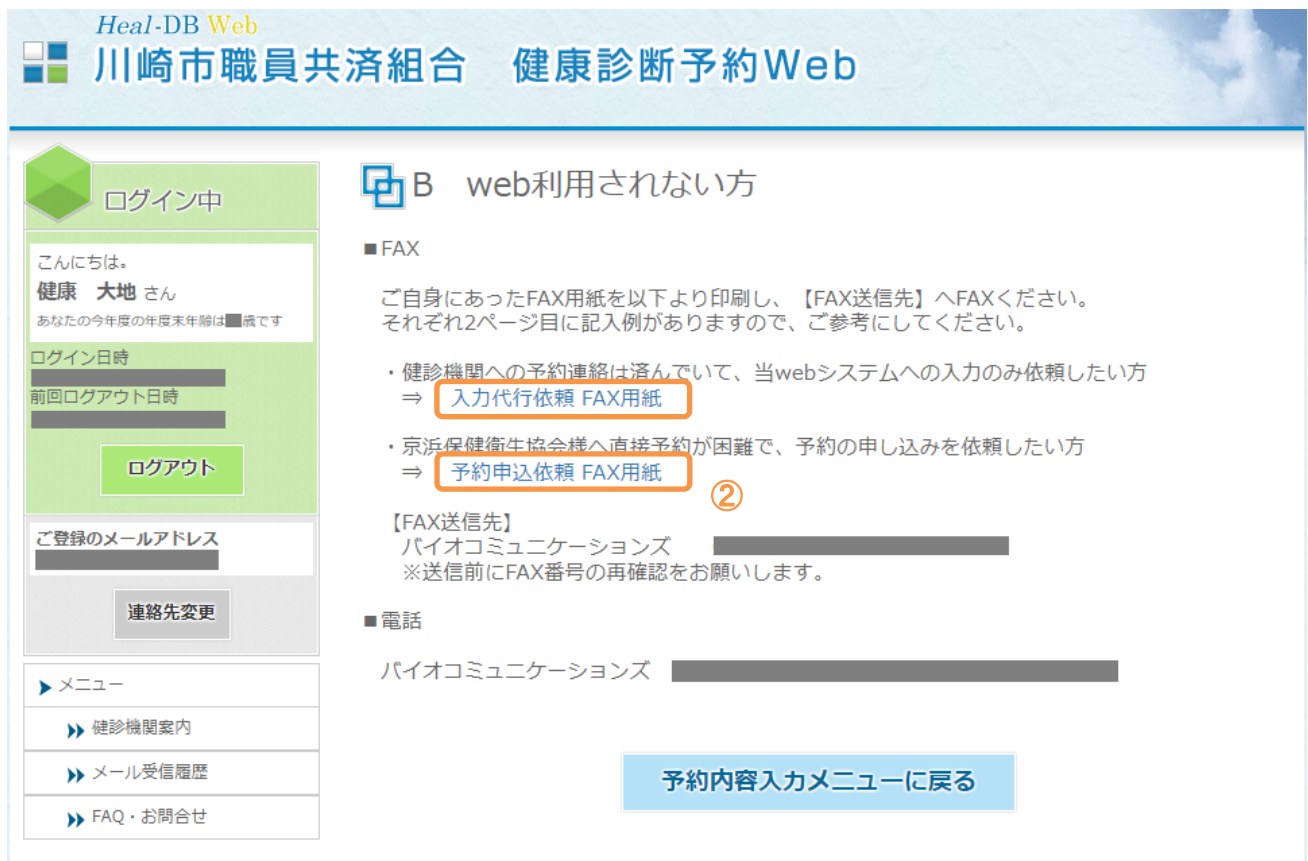 Heal-DB Web
川崎市職員共済組合　健康診断予約Web
ログイン中
こんにちは。
健康　大地 さん
あなたの今年度の年度末年齢は歳です
ログイン日時
前回ログアウト日時
ログアウト
ご登録のメールアドレス
連絡先変更
メニュー
健診機関案内
メール受信履歴
FAQ・お問合せ
B　web利用されない方
■FAX
ご自身にあったFAX用紙を以下より印刷し、【FAX送信先】へFAXください。
それぞれ2ページ目に記入例がありますので、ご参考にしてください。
・健診機関への予約連絡は済んでいて、当webシステムへの入力のみ依頼したい方
⇒ 入力代行依頼 FAX用紙
・京浜保健衛生協会様へ直接予約が困難で、予約の申し込みを依頼したい方
⇒ 予約申込依頼 FAX用紙
②
【FAX送信先】
バイオコミュニケーションズ
※送信前にFAX番号の再確認をお願いします。
■電話
バイオコミュニケーションズ
予約内容入力メニューに戻る